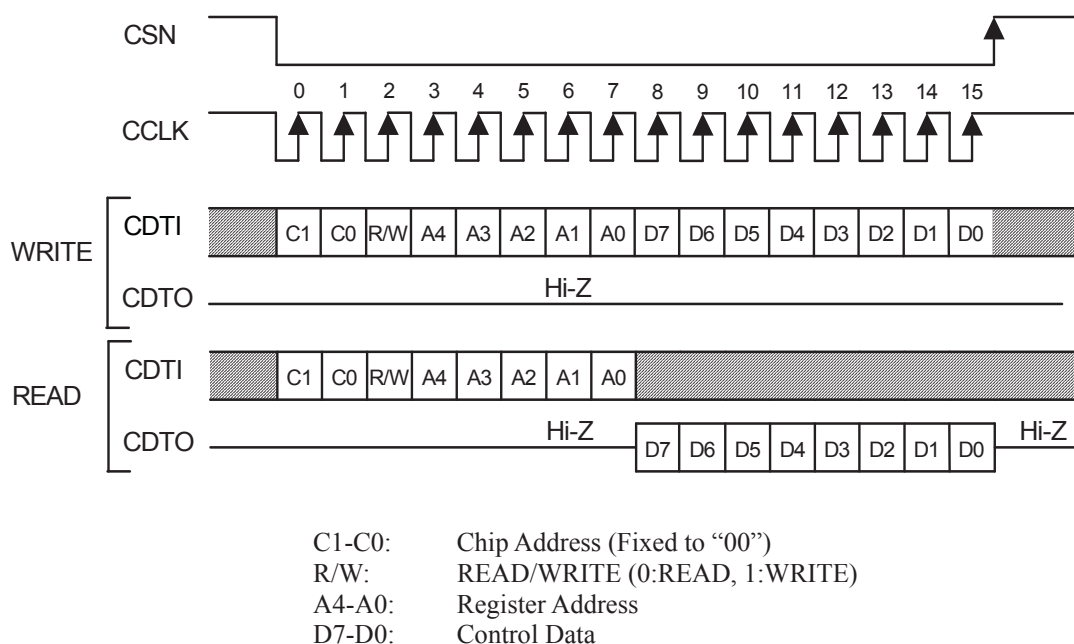 CSN
0 1 2 3 4 5 6 7 8 9 10 11 12 13 14 15
CCLK
WRITE
CDTI
C1 C0 R/W A4 A3 A2 A1 A0 D7 D6 D5 D4 D3 D2 D1 D0
CDTO
Hi-Z
READ
CDTI
C1 C0 R/W A4 A3 A2 A1 A0
CDTO
Hi-Z
D7 D6 D5 D4 D3 D2 D1 D0
Hi-Z
C1-C0: Chip Address (Fixed to “00”)
R/W: READ/WRITE (0:READ, 1:WRITE)
A4-A0: Register Address
D7-D0: Control Data